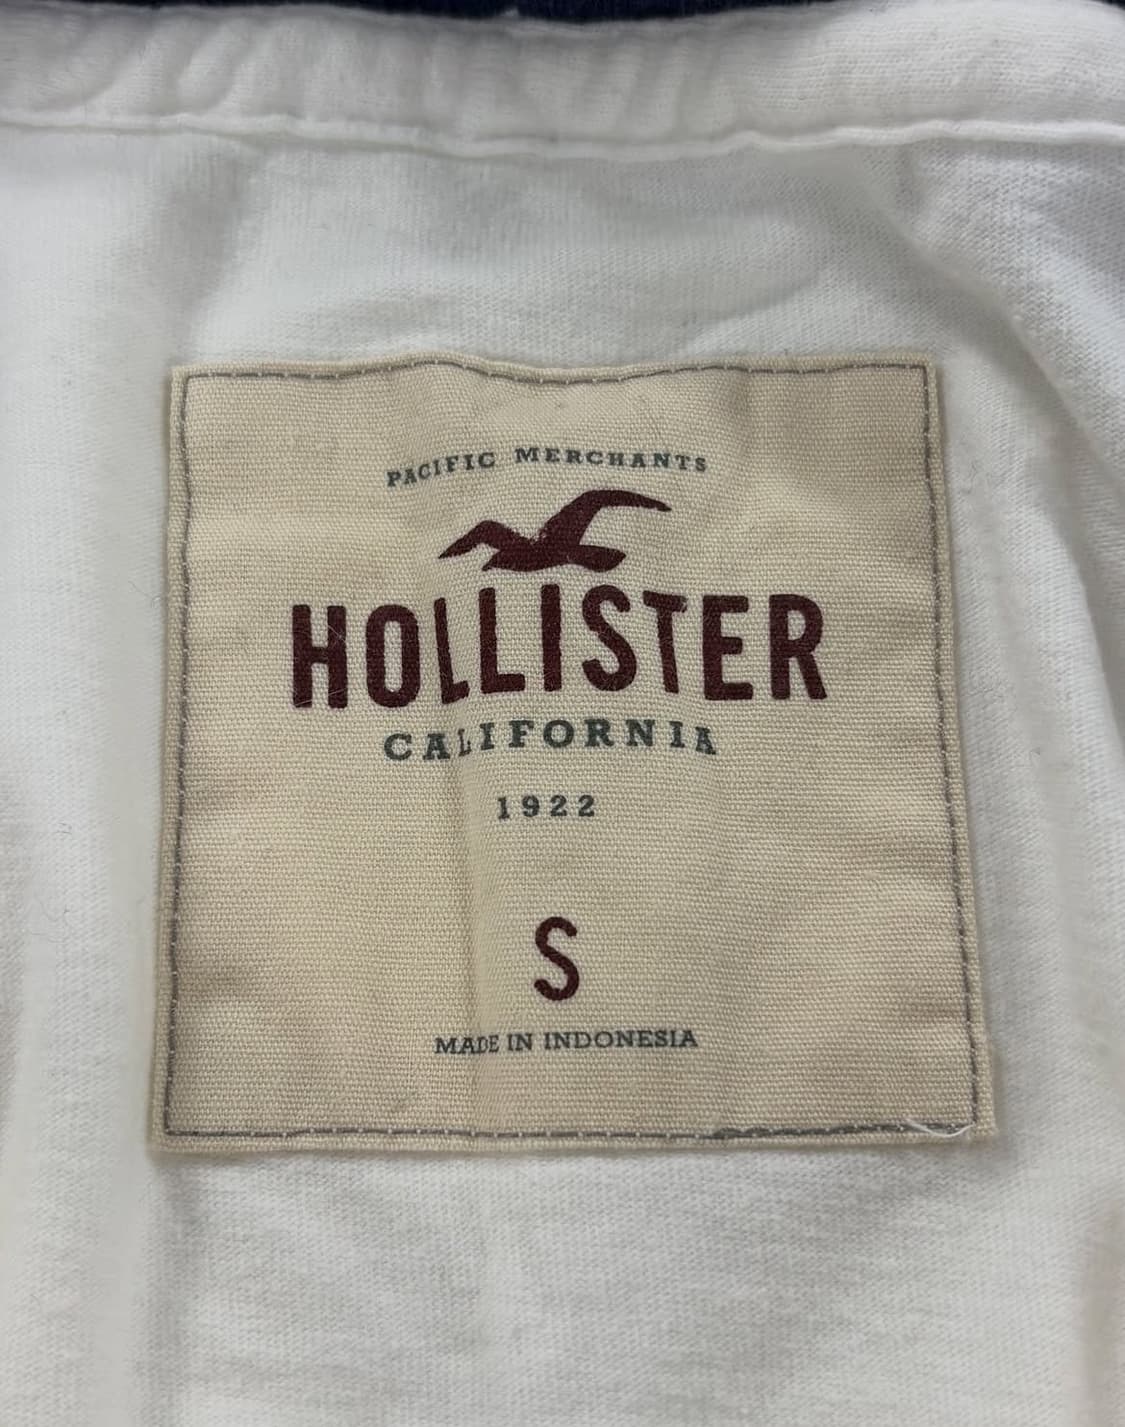 PACIFIC MERCHANTS
HOLLISTER
CALIFORNIA
1922
S
MADE IN INDONESIA